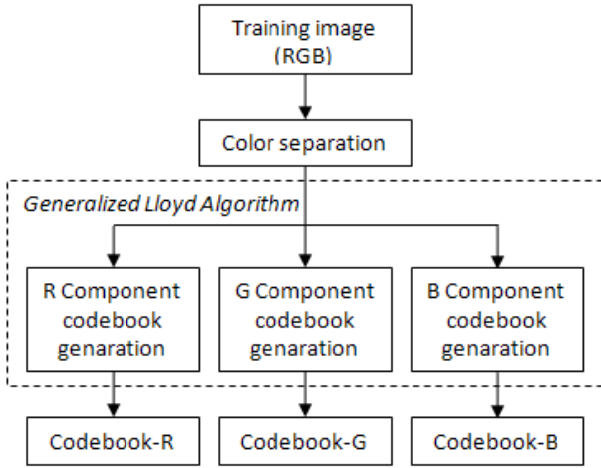 Training image
(RGB)
Color separation
Generalized Lloyd Algorithm
R Component
codebook
genaration
G Component
codebook
genaration
B Component
codebook
genaration
Codebook-R
Codebook-G
Codebook-B